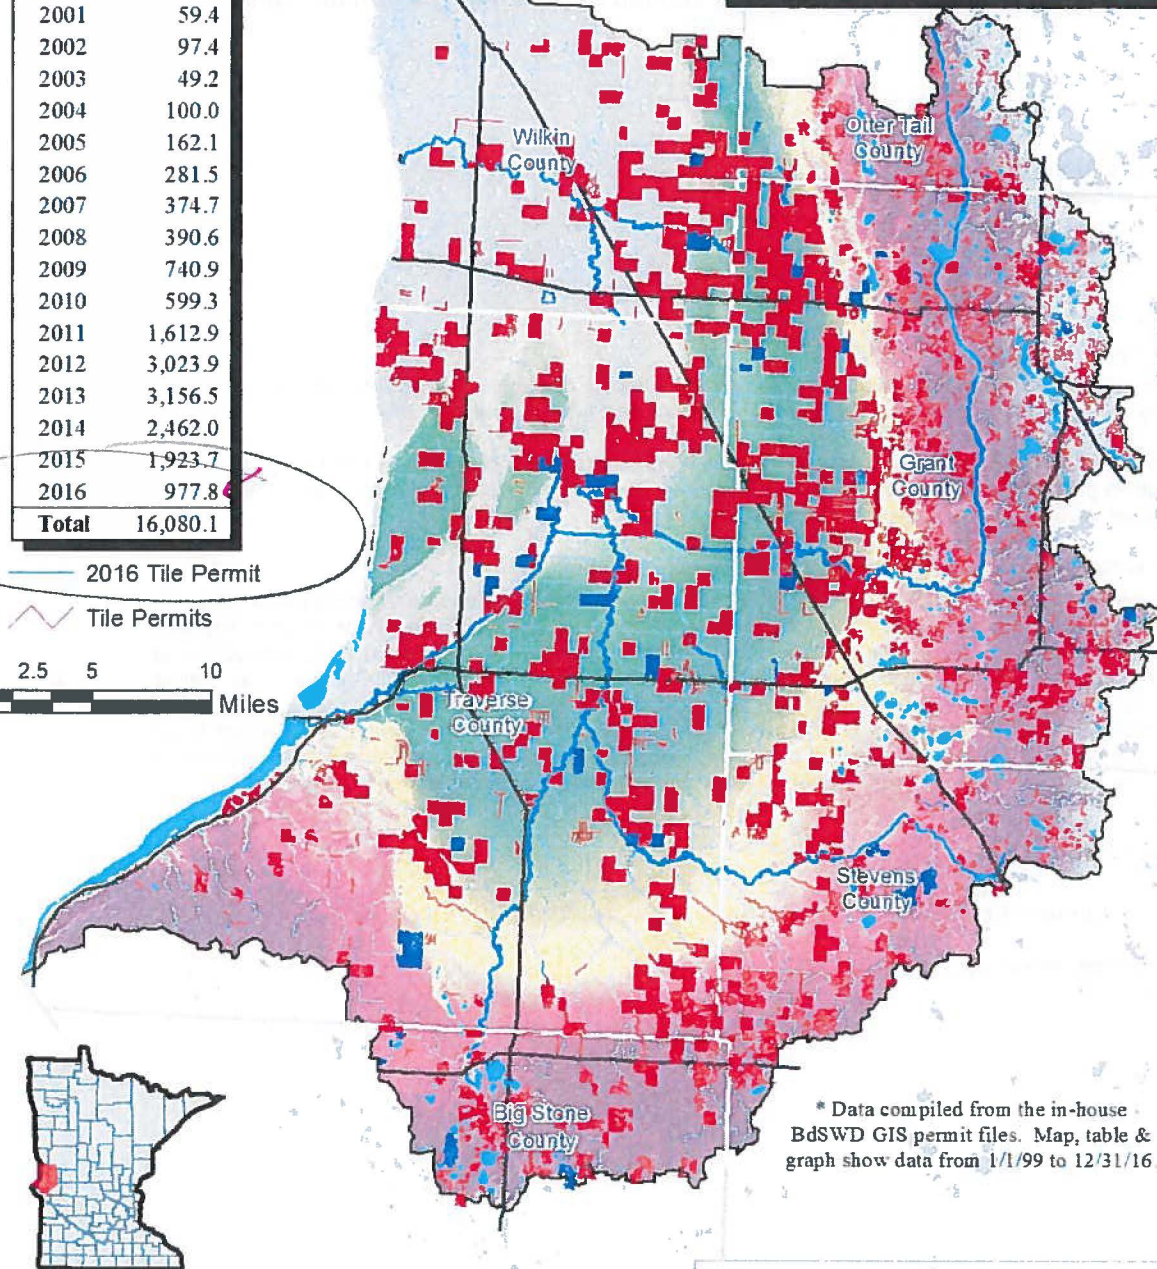 2001 59.4
2002 97.4
2003 49.2
2004 100.0
2005 162.1
2006 281.5
2007 374.7
2008 390.6
2009 740.9
2010 599.3
2011 1,612.9
2012 3,023.9
2013 3,156.5
2014 2,462.0
2015 1,923.7
2016 977.8
Total 16,080.1
2016 Tile Permit
Tile Permits
2.5 5 10
Miles
Wilkin
County
Otter Tail
County
Grant
County
Traverse
County
Stevens
County
Big Stone
County
* Data compiled from the in-house
BdSWD GIS permit files. Map, table &
graph show data from 1/1/99 to 12/31/16